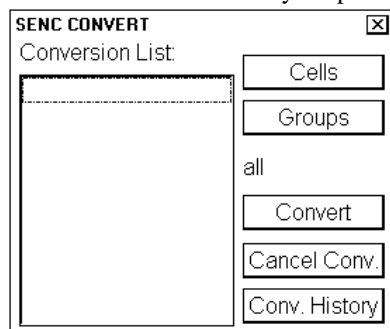 SENC CONVERT
Conversion List:
Cells
Groups
all
Convert
Cancel Conv.
Conv. History